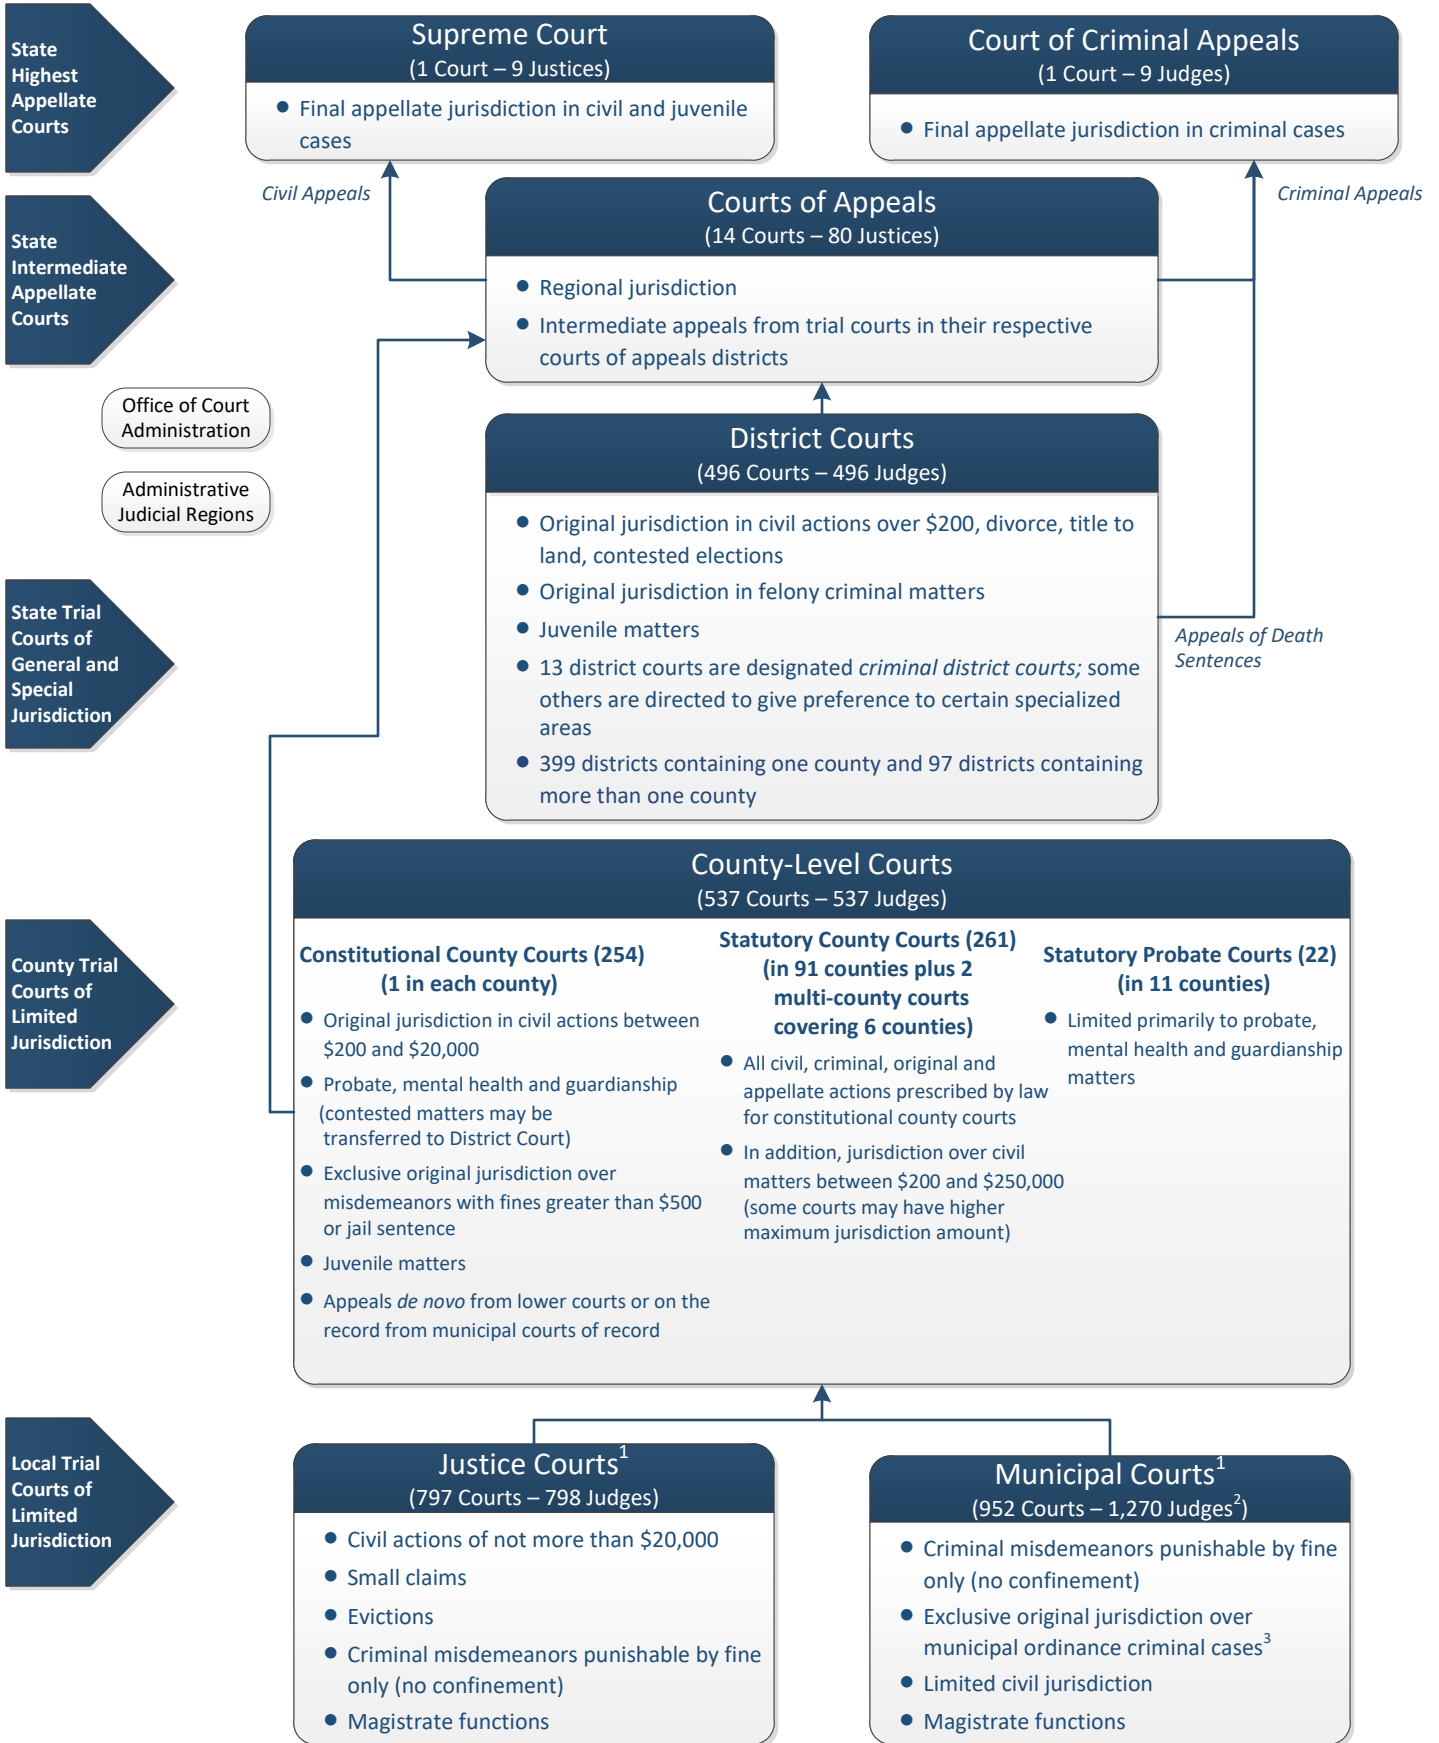 State
Highest
Appellate
Courts
Supreme Court
(1 Court – 9 Justices)
● Final appellate jurisdiction in civil and juvenile
cases
Court of Criminal Appeals
(1 Court – 9 Judges)
● Final appellate jurisdiction in criminal cases
Civil Appeals
Criminal Appeals
State
Intermediate
Appellate
Courts
Courts of Appeals
(14 Courts – 80 Justices)
● Regional jurisdiction
● Intermediate appeals from trial courts in their respective
courts of appeals districts
Office of Court
Administration
Administrative
Judicial Regions
State Trial
Courts of
General and
Special
Jurisdiction
District Courts
(496 Courts – 496 Judges)
● Original jurisdiction in civil actions over $200, divorce, title to
land, contested elections
● Original jurisdiction in felony criminal matters
● Juvenile matters
● 13 district courts are designated criminal district courts; some
others are directed to give preference to certain specialized
areas
● 399 districts containing one county and 97 districts containing
more than one county
Appeals of Death
Sentences
County Trial
Courts of
Limited
Jurisdiction
County-Level Courts
(537 Courts – 537 Judges)
Constitutional County Courts (254)
(1 in each county)
● Original jurisdiction in civil actions between
$200 and $20,000
● Probate, mental health and guardianship
(contested matters may be
transferred to District Court)
● Exclusive original jurisdiction over
misdemeanors with fines greater than $500
or jail sentence
● Juvenile matters
● Appeals de novo from lower courts or on the
record from municipal courts of record
Statutory County Courts (261)
(in 91 counties plus 2
multi-county courts
covering 6 counties)
● All civil, criminal, original and
appellate actions prescribed by law
for constitutional county courts
● In addition, jurisdiction over civil
matters between $200 and $250,000
(some courts may have higher
maximum jurisdiction amount)
Statutory Probate Courts (22)
(in 11 counties)
● Limited primarily to probate,
mental health and guardianship
matters
Local Trial
Courts of
Limited
Jurisdiction
Justice Courts1
(797 Courts – 798 Judges)
● Civil actions of not more than $20,000
● Small claims
● Evictions
● Criminal misdemeanors punishable by fine
only (no confinement)
● Magistrate functions
Municipal Courts1
(952 Courts – 1,270 Judges2)
● Criminal misdemeanors punishable by fine
only (no confinement)
● Exclusive original jurisdiction over
municipal ordinance criminal cases3
● Limited civil jurisdiction
● Magistrate functions